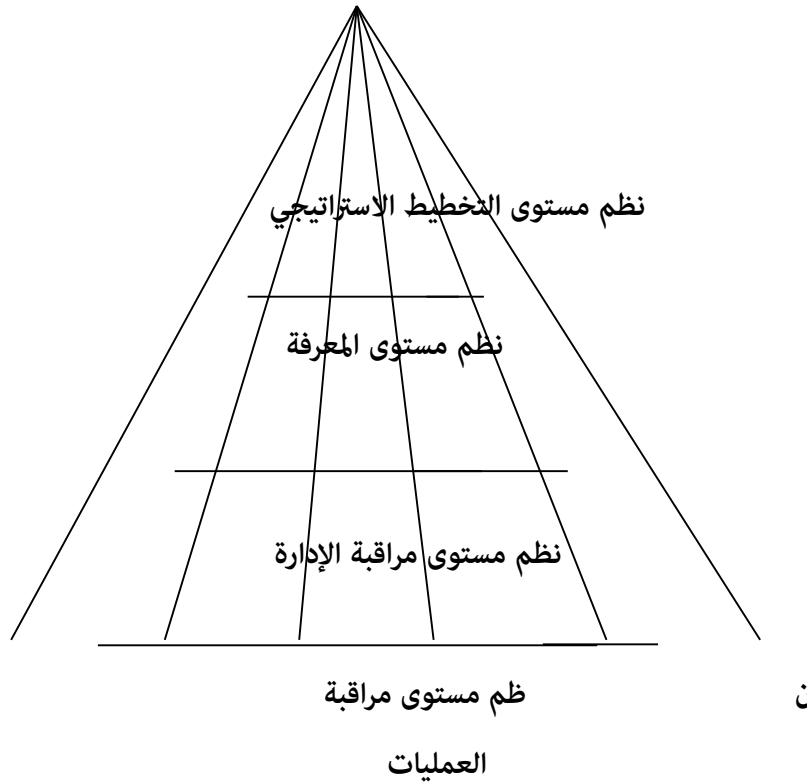 نظم مستوى التخطيط الاستراتيجي
نظم مستوى المعرفة
نظم مستوى مراقبة الإدارة
ظم مستوى مراقبة
العمليات